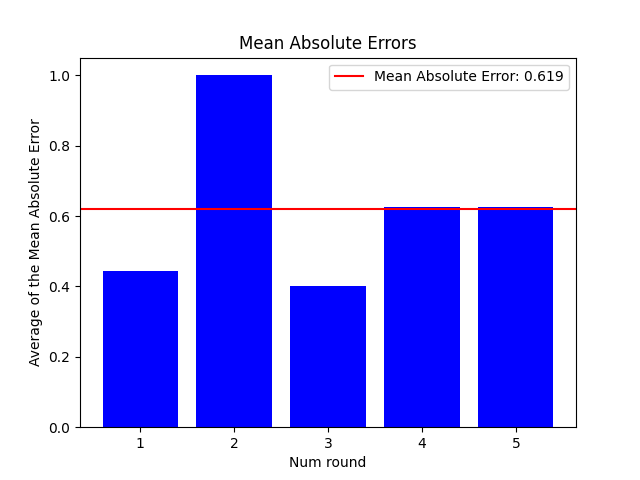 Mean Absolute Errors
Mean Absolute Error: 0.619
Average of the Mean Absolute Error
1.0
0.8
0.6
0.4
0.2
0.0
1 2 3 4 5
Num round